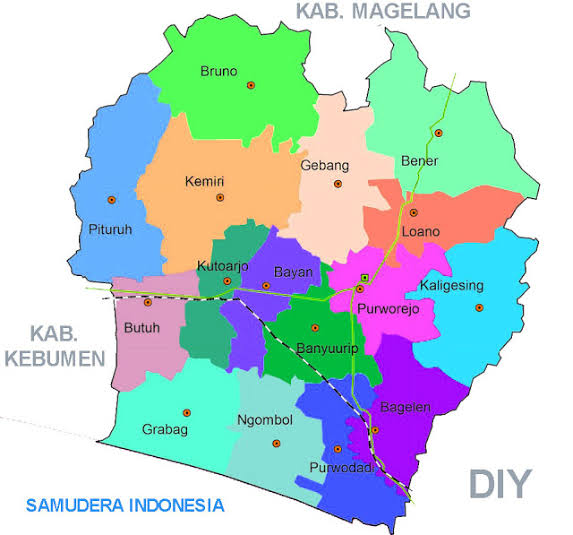 KAB. MAGELANG
Bruno
Bener
Gebang
Kemiri
Pituruh
Loano
Kutoarjo
Bayan
Kaligesing
Purworejo
KAB.
KEBUMEN
Butuh
Banyuurip
Bagelen
Ngombol
Grabag
Purwodadi
DIY
SAMUDERA INDONESIA